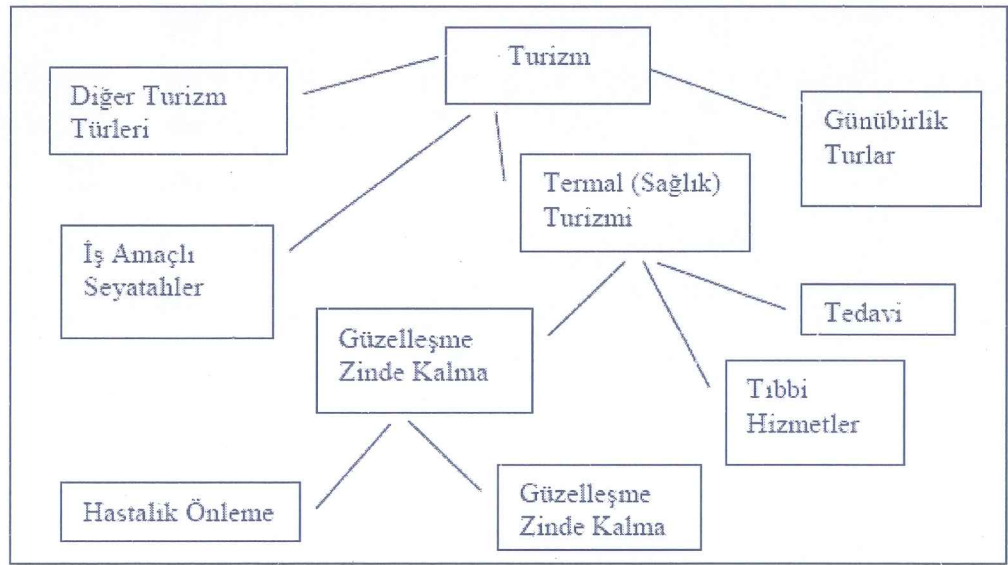 Turizm
Diğer Turizm
Türleri
Günübirlik
Turlar
Termal (Sağlık)
Turizmi
İş Amaçlı
Seyatahler
Tedavi
Güzelleşme
Zinde Kalma
Tıbbi
Hizmetler
Hastalik Önleme
Güzelleşme
Zinde Kalma